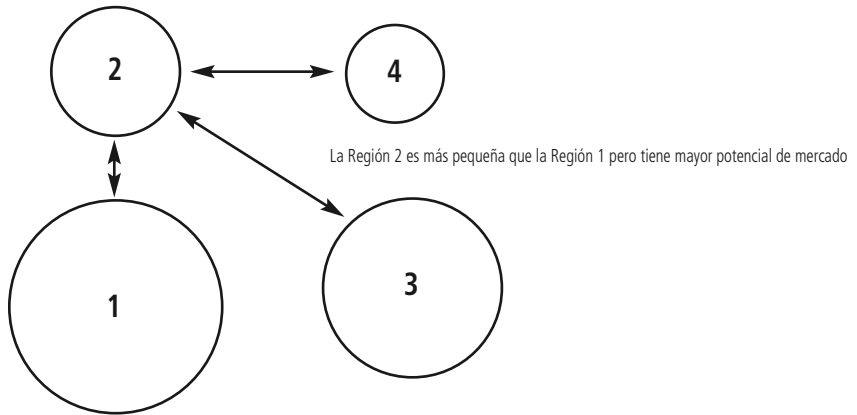 2
4
La Región 2 es más pequeña que la Región 1 pero tiene mayor potencial de mercado
1
3